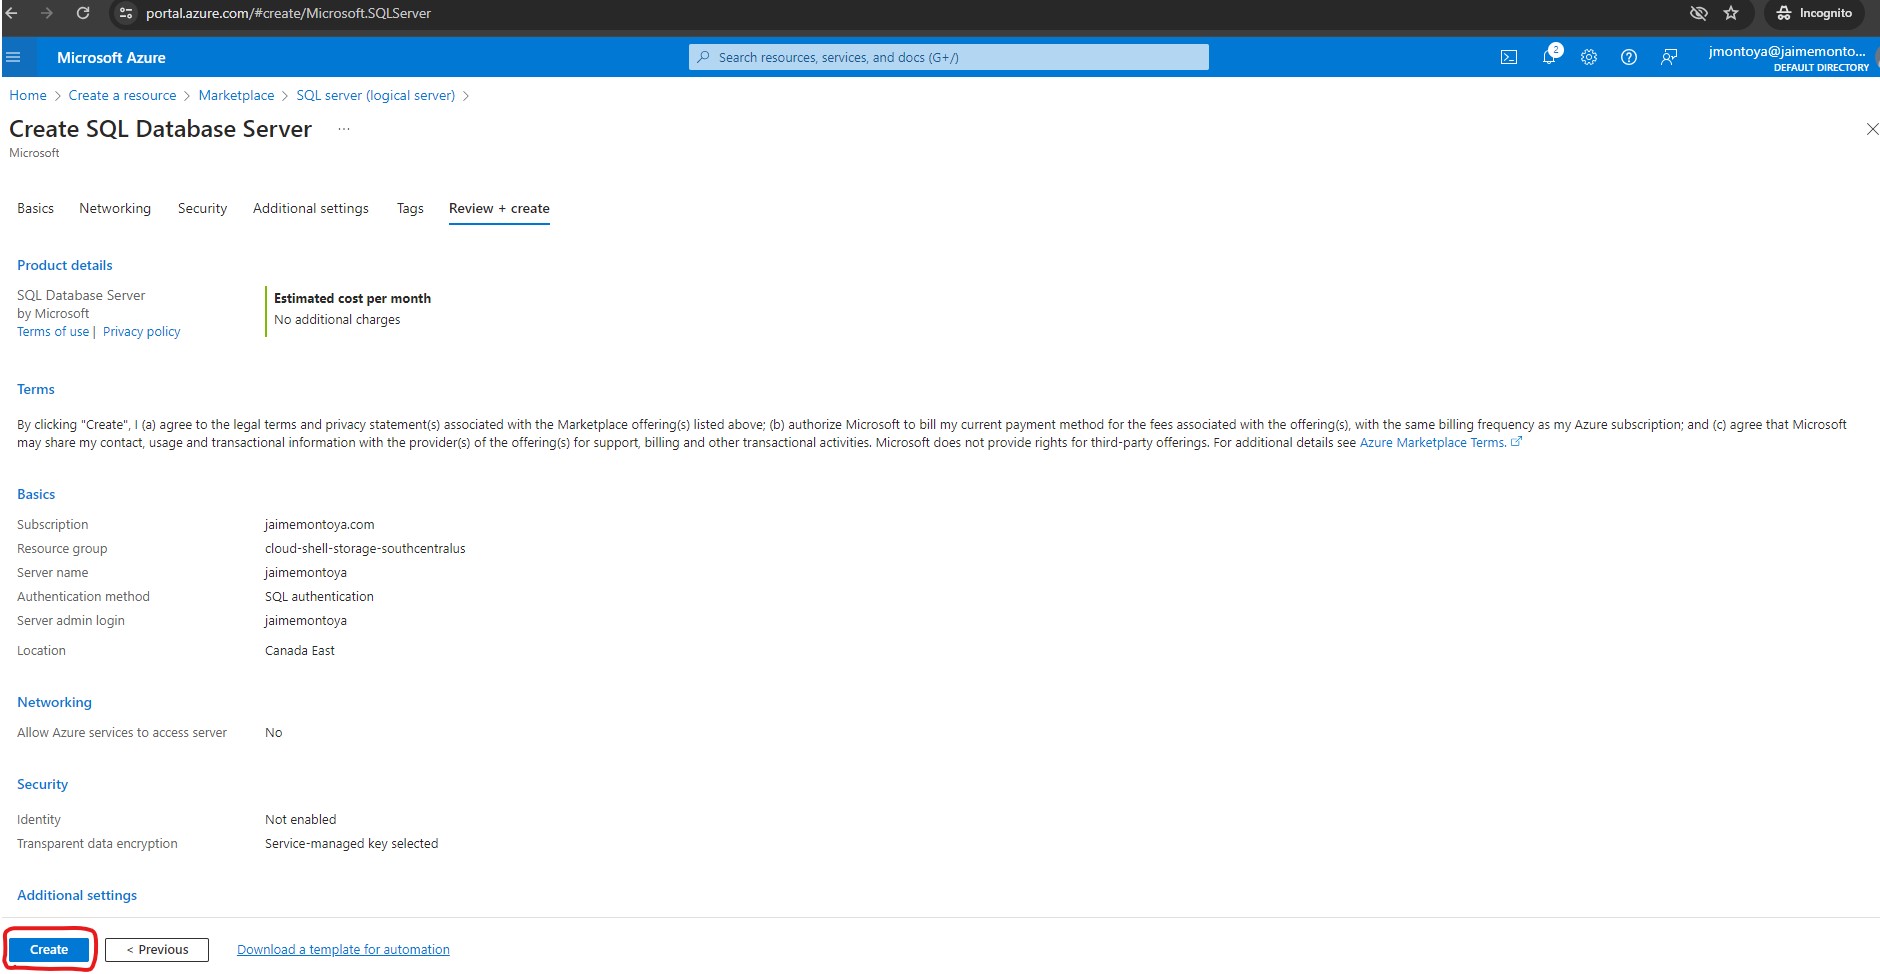 portal.azure.com/#create/Microsoft.SQLServer
Incognito
Microsoft Azure
Search resources, services, and docs (G+/)
2
jmontoya@jaimemonto...
DEFAULT DIRECTORY
Home > Create a resource > Marketplace > SQL server (logical server) >
Create SQL Database Server ...
Microsoft
Basics Networking Security Additional settings Tags Review + create
Product details
SQL Database Server
by Microsoft
Terms of use | Privacy policy
Estimated cost per month
No additional charges
Terms
By clicking "Create", I (a) agree to the legal terms and privacy statement(s) associated with the Marketplace offering(s) listed above; (b) authorize Microsoft to bill my current payment method for the fees associated with the offering(s), with the same billing frequency as my Azure subscription; and (c) agree that Microsoft
may share my contact, usage and transactional information with the provider(s) of the offering(s) for support, billing and other transactional activities. Microsoft does not provide rights for third-party offerings. For additional details see Azure Marketplace Terms.
Basics
Subscription jaimemontoya.com
Resource group cloud-shell-storage-southcentralus
Server name jaimemontoya
Authentication method SQL authentication
Server admin login jaimemontoya
Location Canada East
Networking
Allow Azure services to access server No
Security
Identity Not enabled
Transparent data encryption Service-managed key selected
Additional settings
Create < Previous Download a template for automation